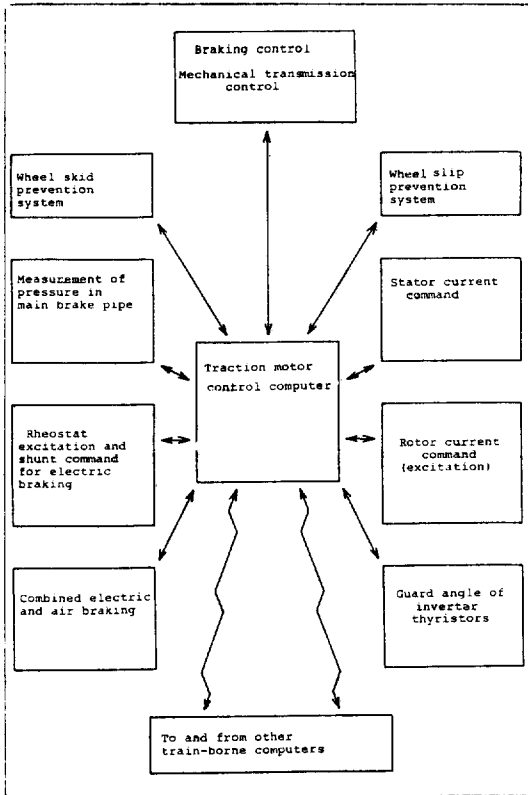 Braking control
Mechanical transmission
control
Wheel skid
prevention
system
Wheel slip
prevention
system
Measurement of
pressure in
main brake pipe
Stator current
command
Traction motor
control computer
Rheostat
excitation and
shunt command
for electric
braking
Rotor current
command
(excitation)
Combined electric
and air braking
Guard angle of
invertar
thyristors
To and from other
train-borne computers